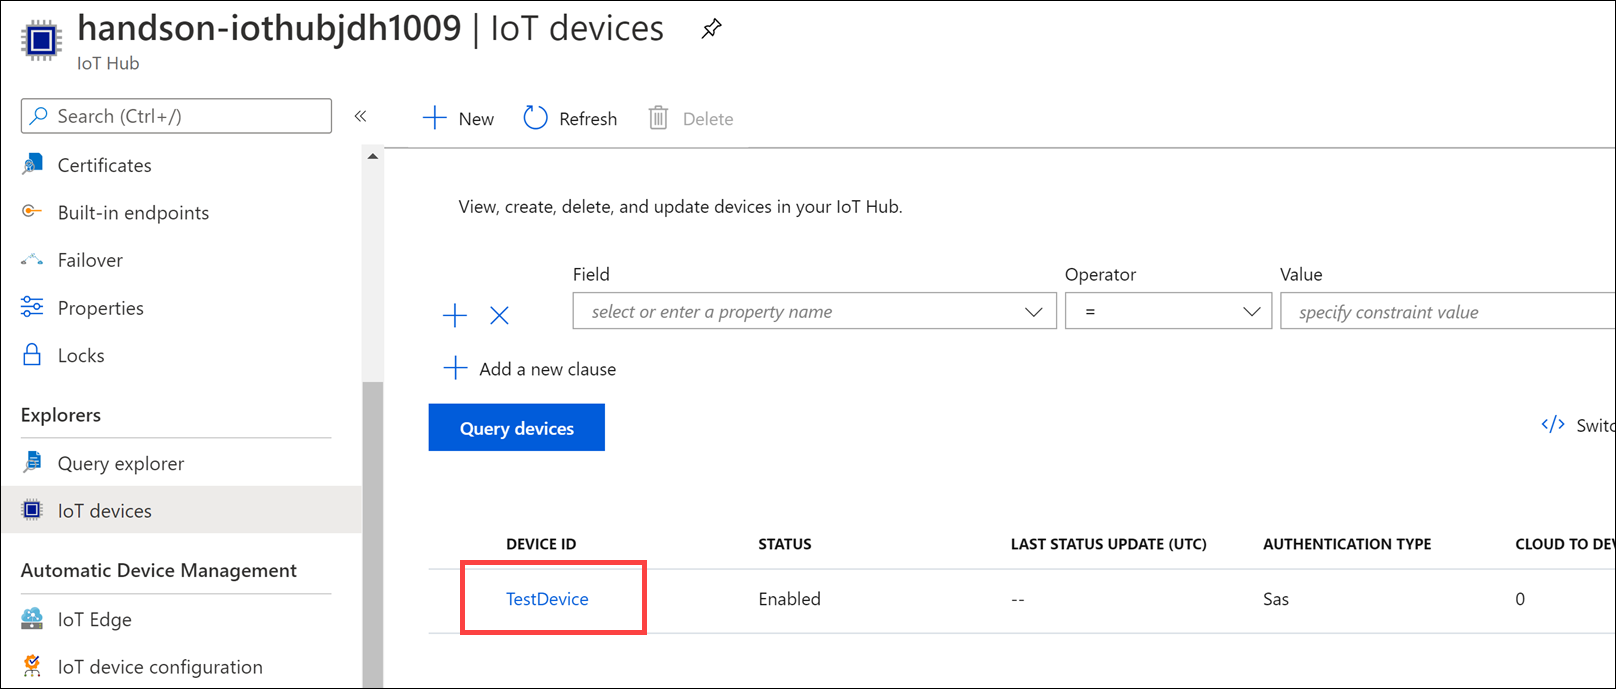 handson-iothubjdh1009 | IoT devices
IoT Hub
Search (Ctrl+/)
«
New
Refresh
Delete
Certificates
Built-in endpoints
Failover
Properties
Locks
Explorers
Query explorer
IoT devices
Automatic Device Management
IoT Edge
IoT device configuration
View, create, delete, and update devices in your IoT Hub.
Field
Operator
Value
select or enter a property name
=
specify constraint value
Add a new clause
Query devices
</> Switc
DEVICE ID STATUS LAST STATUS UPDATE (UTC) AUTHENTICATION TYPE CLOUD TO DEV
TestDevice Enabled -- Sas 0